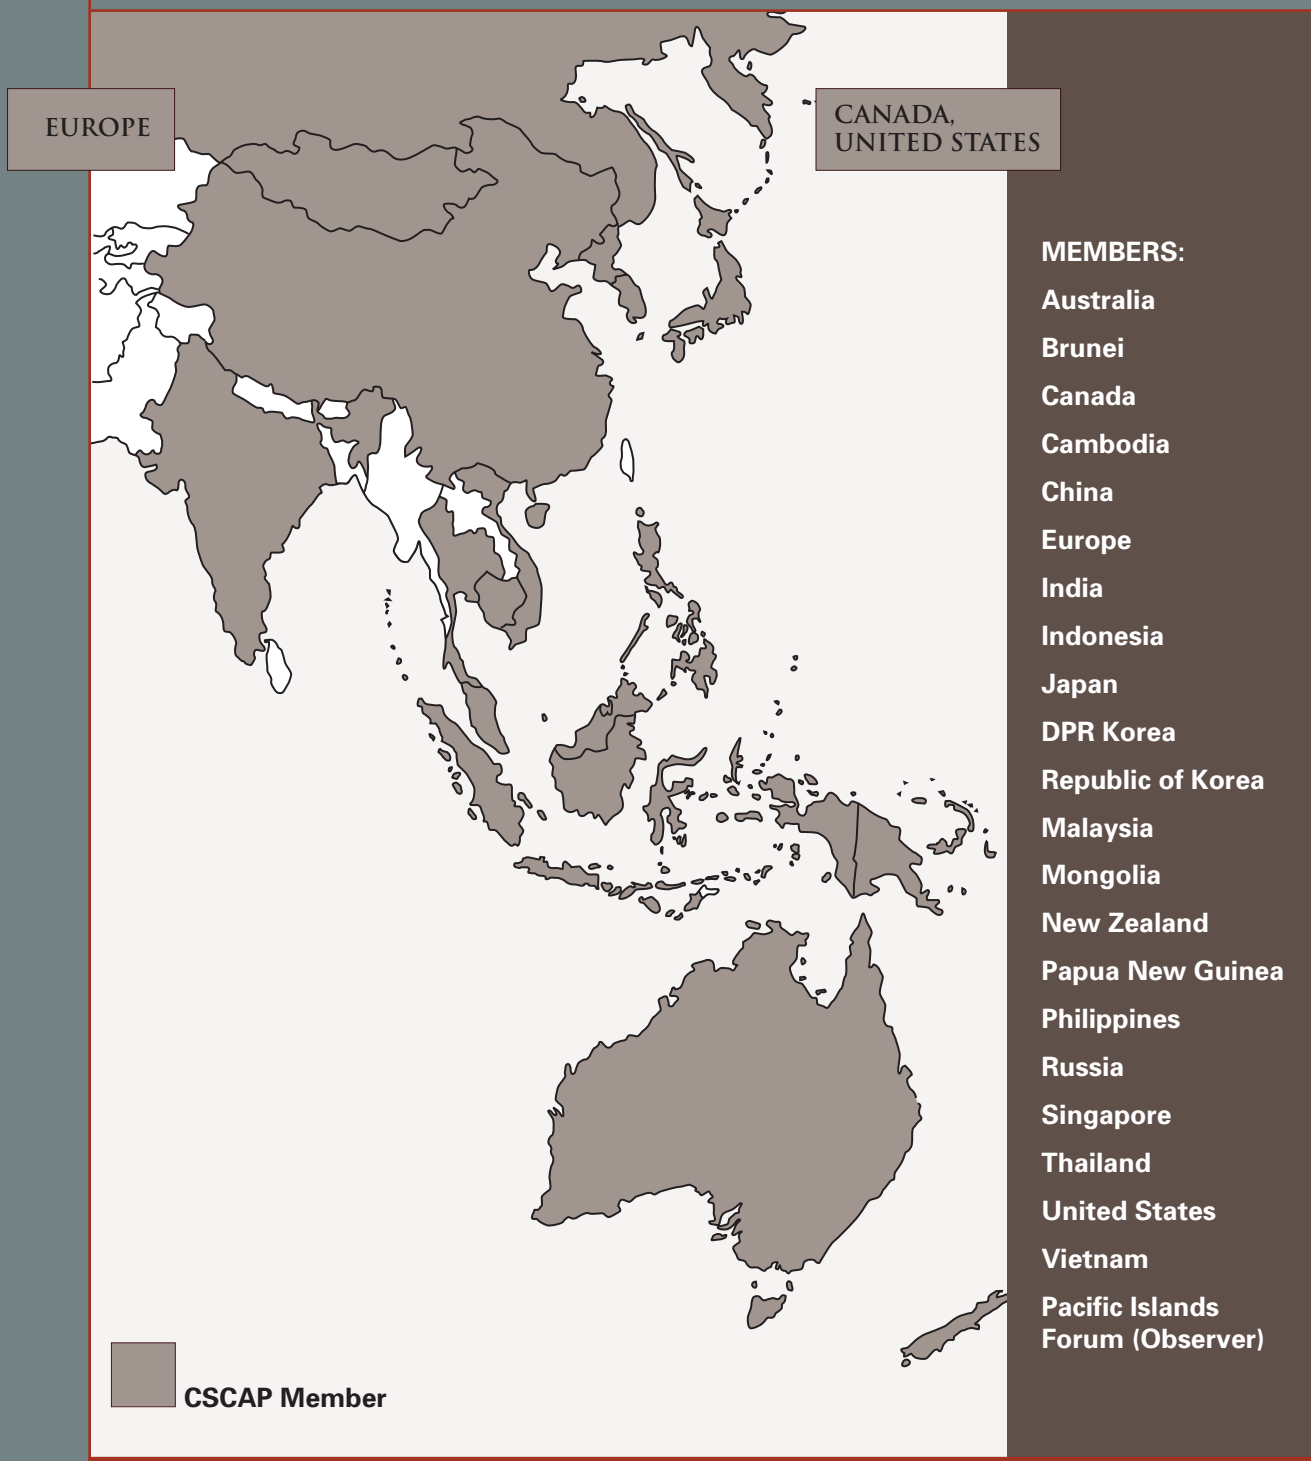 EUROPE
CANADA,
UNITED STATES
MEMBERS:
Australia
Brunei
Canada
Cambodia
China
Europe
India
Indonesia
Japan
DPR Korea
Republic of Korea
Malaysia
Mongolia
New Zealand
Papua New Guinea
Philippines
Russia
Singapore
Thailand
United States
Vietnam
Pacific Islands
Forum (Observer)
CSCAP Member